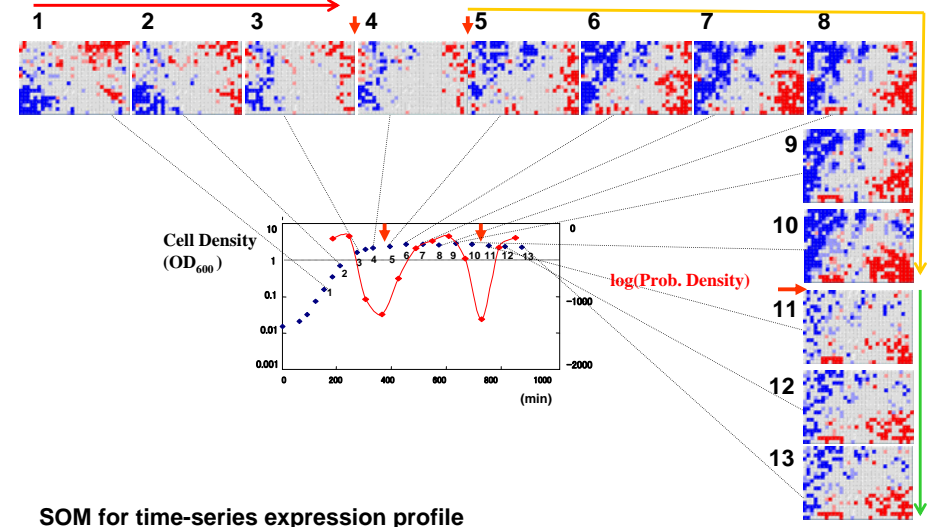 1 2 3 4 5 6 7 8
9
10
11
12
13
Cell Density
(OD600)
10
1
0.1
0.01
0.001
0
-1000
-2000
1 2 3 4 5 6 7 8 9 10 11 12 13
log(Prob. Density)
0 200 400 600 800 1000
(min)
SOM for time-series expression profile